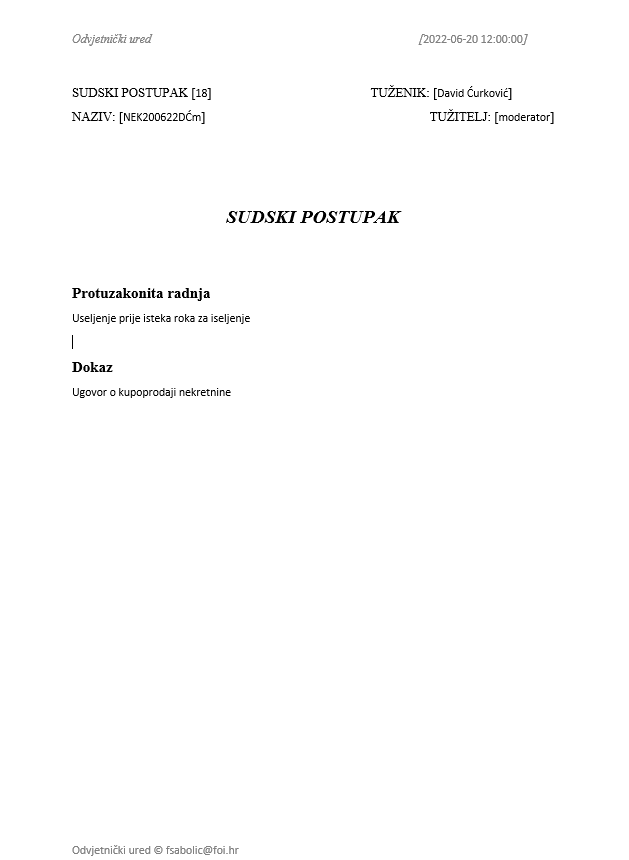 Odvjetnički ured [2022-06-20 12:00:00]
SUDSKI POSTUPAK [18] TUŽENIK: [David Ćurković]
NAZIV: [NEK200622DĆm] TUŽITELJ: [moderator]
SUDSKI POSTUPAK
Protuzakonita radnja
Useljenje prije isteka roka za iseljenje
Dokaz
Ugovor o kupoprodaji nekretnine
Odvjetnički ured © fsabolic@foi.hr